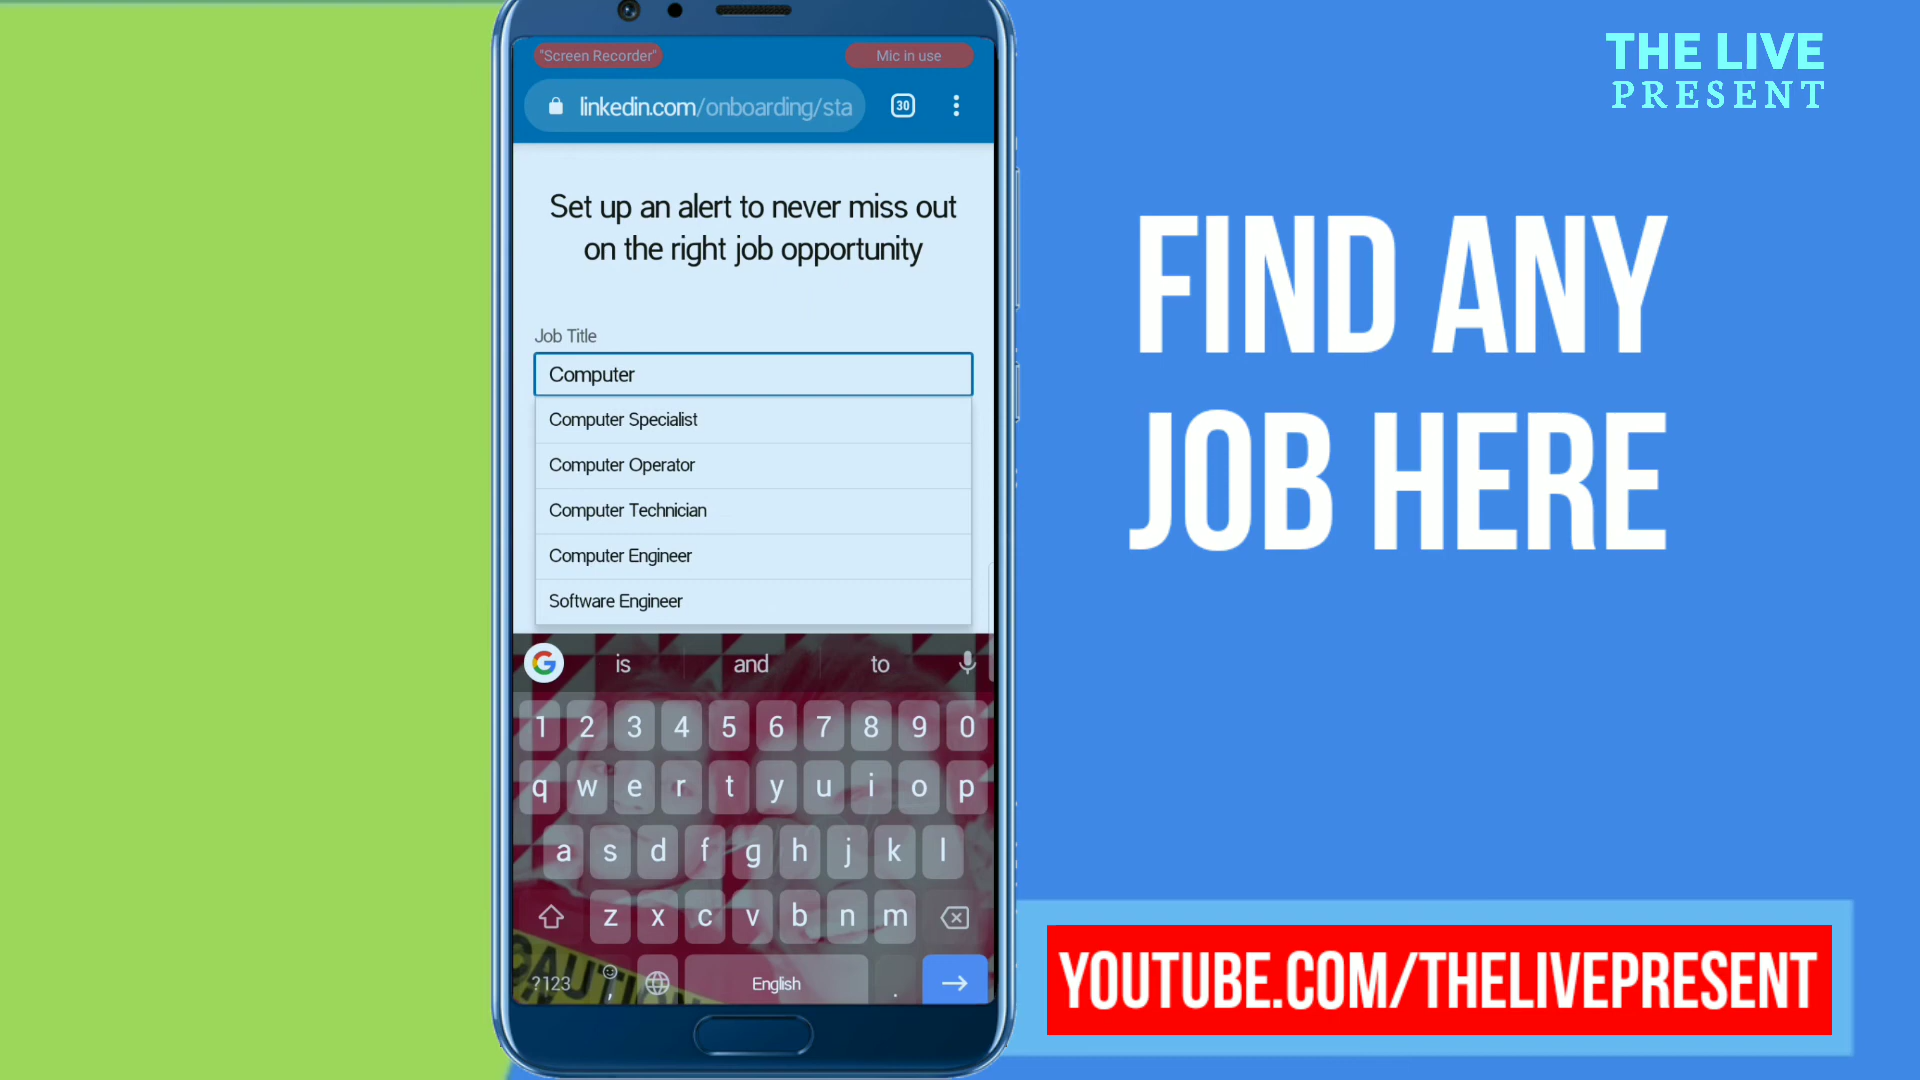 "Screen Recorder"
Mic in use
linkedin.com/onboarding/sta
30
Set up an alert to never miss out
on the right job opportunity
Job Title
Computer
Computer Specialist
Computer Operator
Computer Technician
Computer Engineer
Software Engineer
G is and to
1 2 3 4 5 6 7 8 9 0
q w e r t y u i o p
a s d f g h j k l
z x c v b n m
?123 , English .
CAUTI
THE LIVE
PRESENT
FIND ANY
JOB HERE
YOUTUBE.COM/THELIVEPRESENT